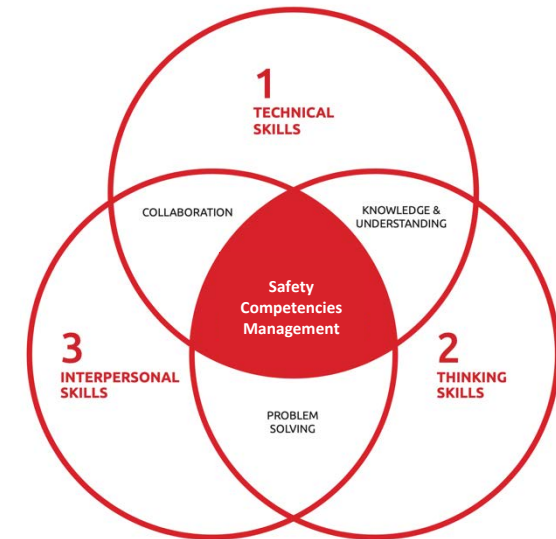 1
TECHNICAL
SKILLS
COLLABORATION
KNOWLEDGE &
UNDERSTANDING
Safety
Competencies
Management
3
INTERPERSONAL
SKILLS
2
THINKING
SKILLS
PROBLEM
SOLVING